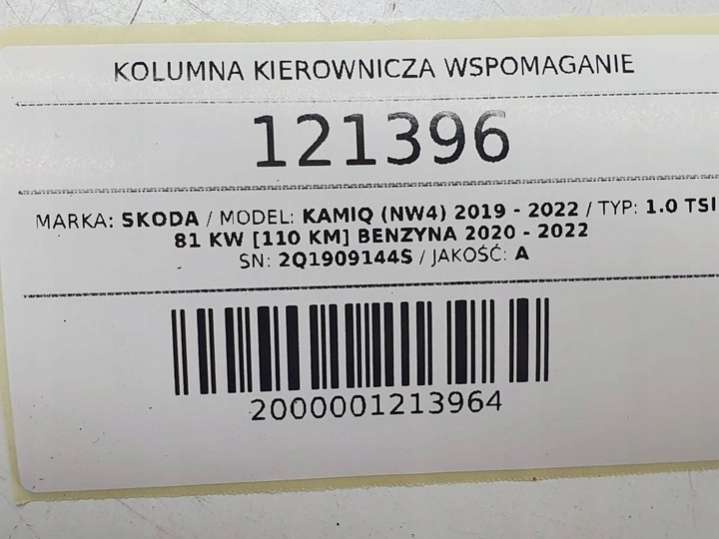 KOLUMNA KIEROWNICZA WSPOMAGANIE
121396
MARKA: SKODA / MODEL: KAMIQ (NW4) 2019 - 2022 / TYP: 1.0 TSI
81 KW [110 KM] BENZYNA 2020 - 2022
SN: 2Q1909144S / JAKOŚĆ: A
2000001213964